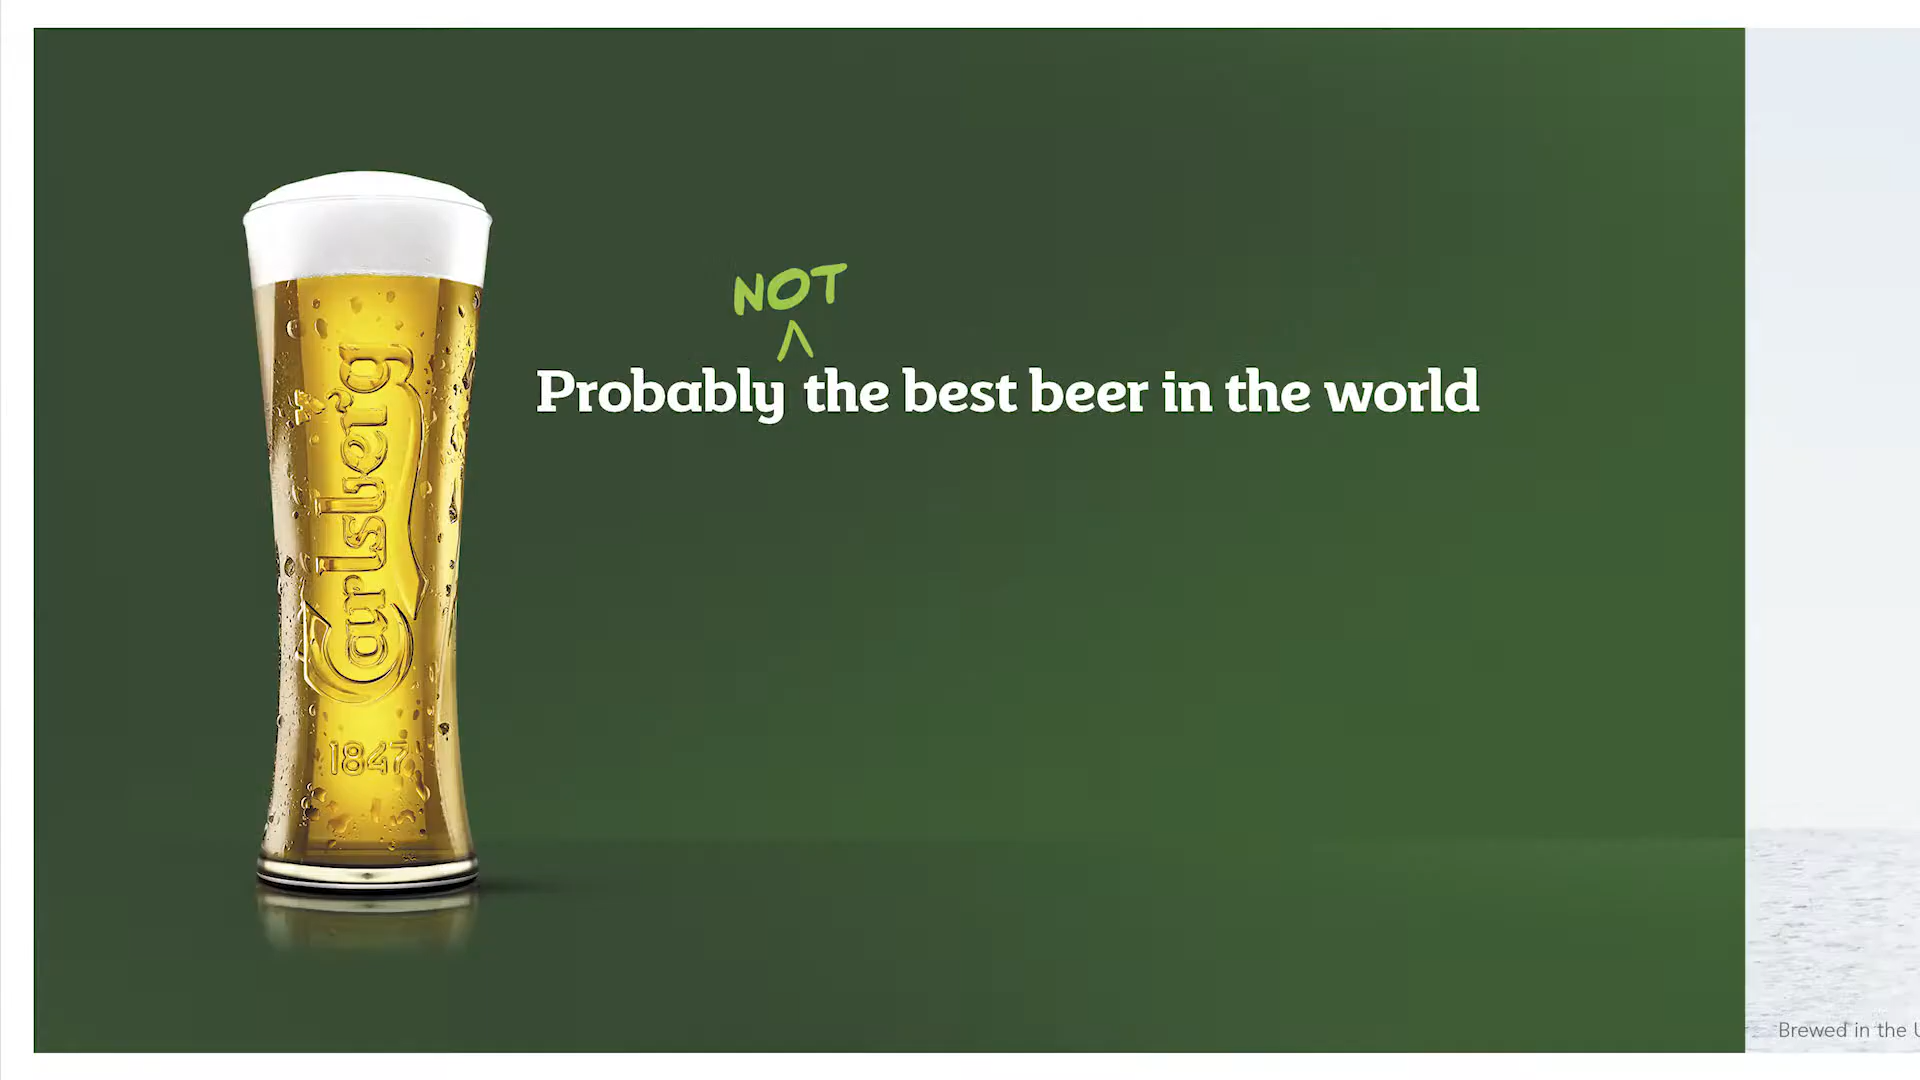 NOT
Probably the best beer in the world
Carlsberg
1847
Brewed in the